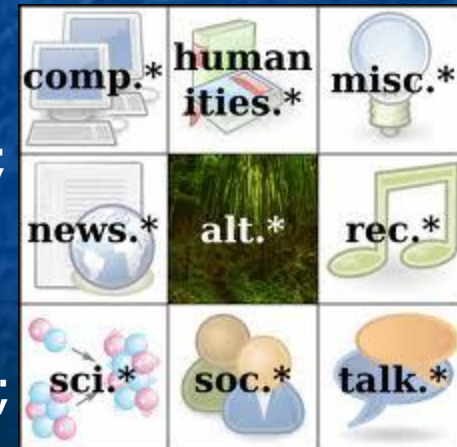 comp.* human
ities.* misc.*
;
news.* alt.* rec.*
;
sci.* soc.* talk.*